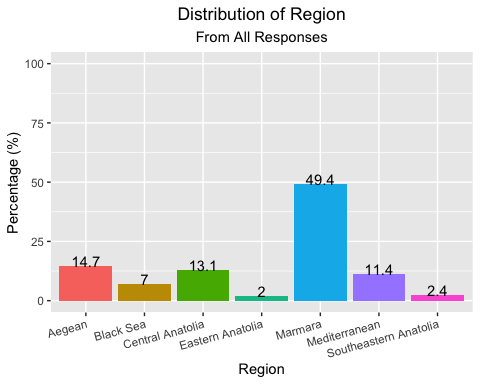 Distribution of Region
From All Responses
Percentage (%)
100
75
50
25
0
14.7
7
13.1
2
49.4
11.4
2.4
Aegean
Black Sea
Central Anatolia
Eastern Anatolia
Marmara
Mediterranean
Southeastern Anatolia
Region